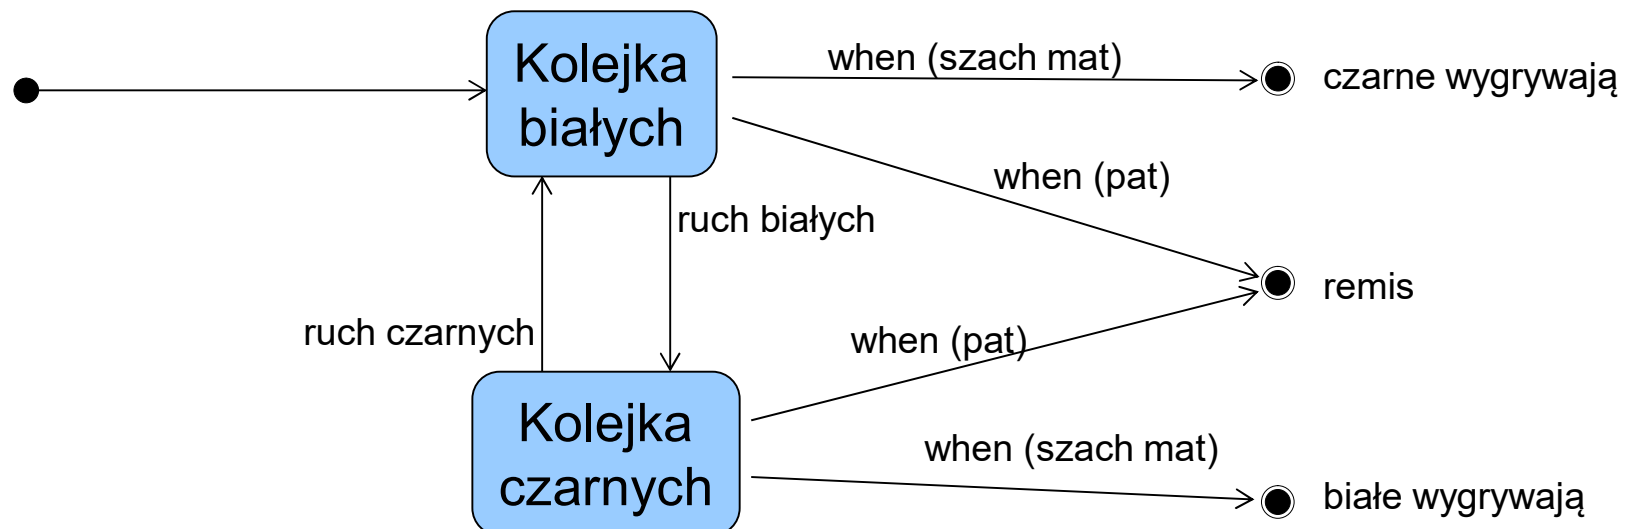 Kolejka
białych
when (szach mat)
czarne wygrywają
when (pat)
ruch białych
remis
ruch czarnych
when (pat)
Kolejka
czarnych
when (szach mat)
białe wygrywają